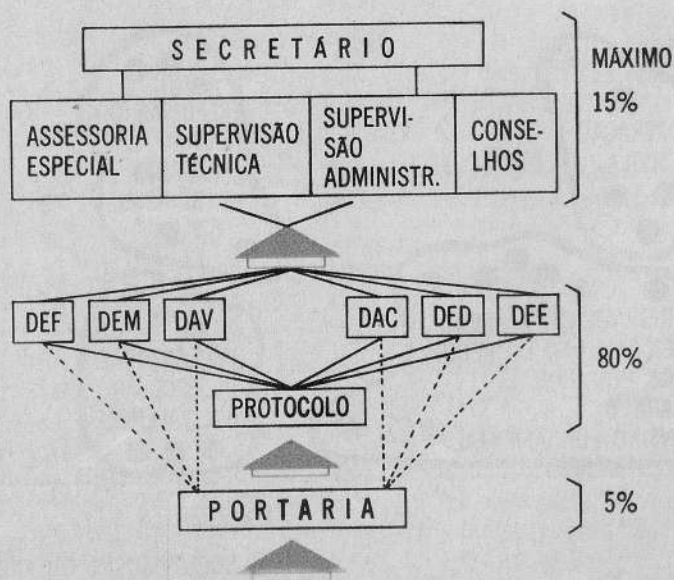 SECRETÁRIO
MÁXIMO
15%
ASSESSORIA
ESPECIAL
SUPERVISÃO
TÉCNICA
SUPERVI-
SÃO
ADMINISTR.
CONSE-
LHOS
DEF
DEM
DAV
DAC
DED
DEE
80%
PROTOCOLO
PORTARIA
5%